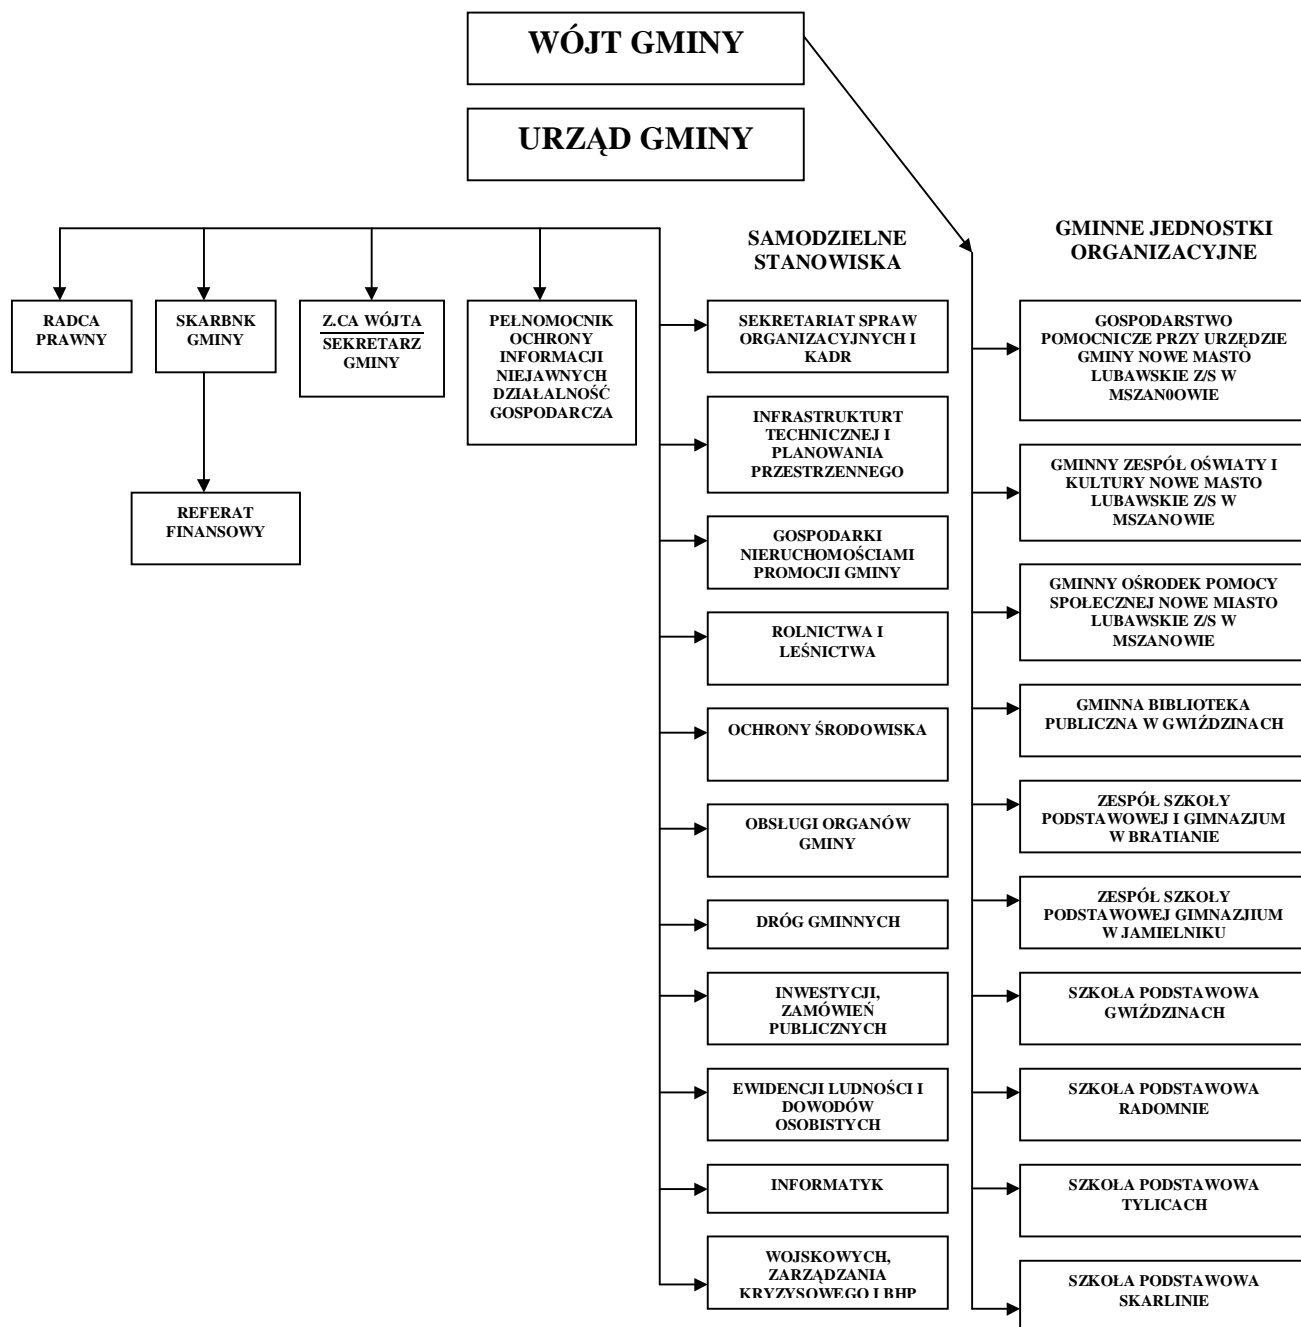 WÓJT GMINY
URZĄD GMINY
SAMODZIELNE
STANOWISKA
GMINNE JEDNOSTKI
ORGANIZACYJNE
RADCA
PRAWNY
SKARBNK
GMINY
Z.CA WÓJTA
SEKRETARZ
GMINY
PEŁNOMOCNIK
OCHRONY
INFORMACJI
NIEJAWNYCH
DZIAŁALNOŚĆ
GOSPODARCZA
REFERAT
FINANSOWY
SEKRETARIAT SPRAW
ORGANIZACYJNYCH I
KADR
INFRASTRUKTURT
TECHNICZNEJ I
PLANOWANIA
PRZESTRZENNEGO
GOSPODARKI
NIERUCHOMOŚCIAMI
PROMOCJI GMINY
ROLNICTWA I
LEŚNICTWA
OCHRONY ŚRODOWISKA
OBSŁUGI ORGANÓW
GMINY
DRÓG GMINNYCH
INWESTYCJI,
ZAMÓWIEŃ
PUBLICZNYCH
EWIDENCJI LUDNOŚCI I
DOWODÓW
OSOBISTYCH
INFORMATYK
WOJSKOWYCH,
ZARZĄDZANIA
KRYZYSOWEGO I BHP
GOSPODARSTWO
POMOCNICZE PRZY URZĘDZIE
GMINY NOWE MASTO
LUBAWSKIE Z/S W
MSZAN0OWIE
GMINNY ZESPÓŁ OŚWIATY I
KULTURY NOWE MASTO
LUBAWSKIE Z/S W
MSZANOWIE
GMINNY OŚRODEK POMOCY
SPOŁECZNEJ NOWE MIASTO
LUBAWSKIE Z/S W
MSZANOWIE
GMINNA BIBLIOTEKA
PUBLICZNA W GWIŹDZINACH
ZESPÓŁ SZKOŁY
PODSTAWOWEJ I GIMNAZJUM
W BRATIANIE
ZESPÓŁ SZKOŁY
PODSTAWOWEJ GIMNAZJIUM
W JAMIELNIKU
SZKOŁA PODSTAWOWA
GWIŹDZINACH
SZKOŁA PODSTAWOWA
RADOMNIE
SZKOŁA PODSTAWOWA
TYLICACH
SZKOŁA PODSTAWOWA
SKARLINIE